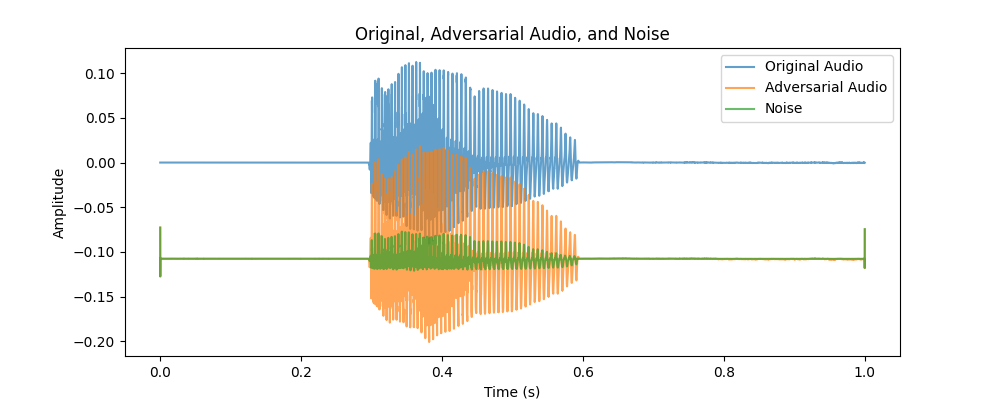 Original, Adversarial Audio, and Noise
Original Audio
Adversarial Audio
Noise
Amplitude
0.10
0.05
0.00
−0.05
−0.10
−0.15
−0.20
0.0 0.2 0.4 0.6 0.8 1.0
Time (s)